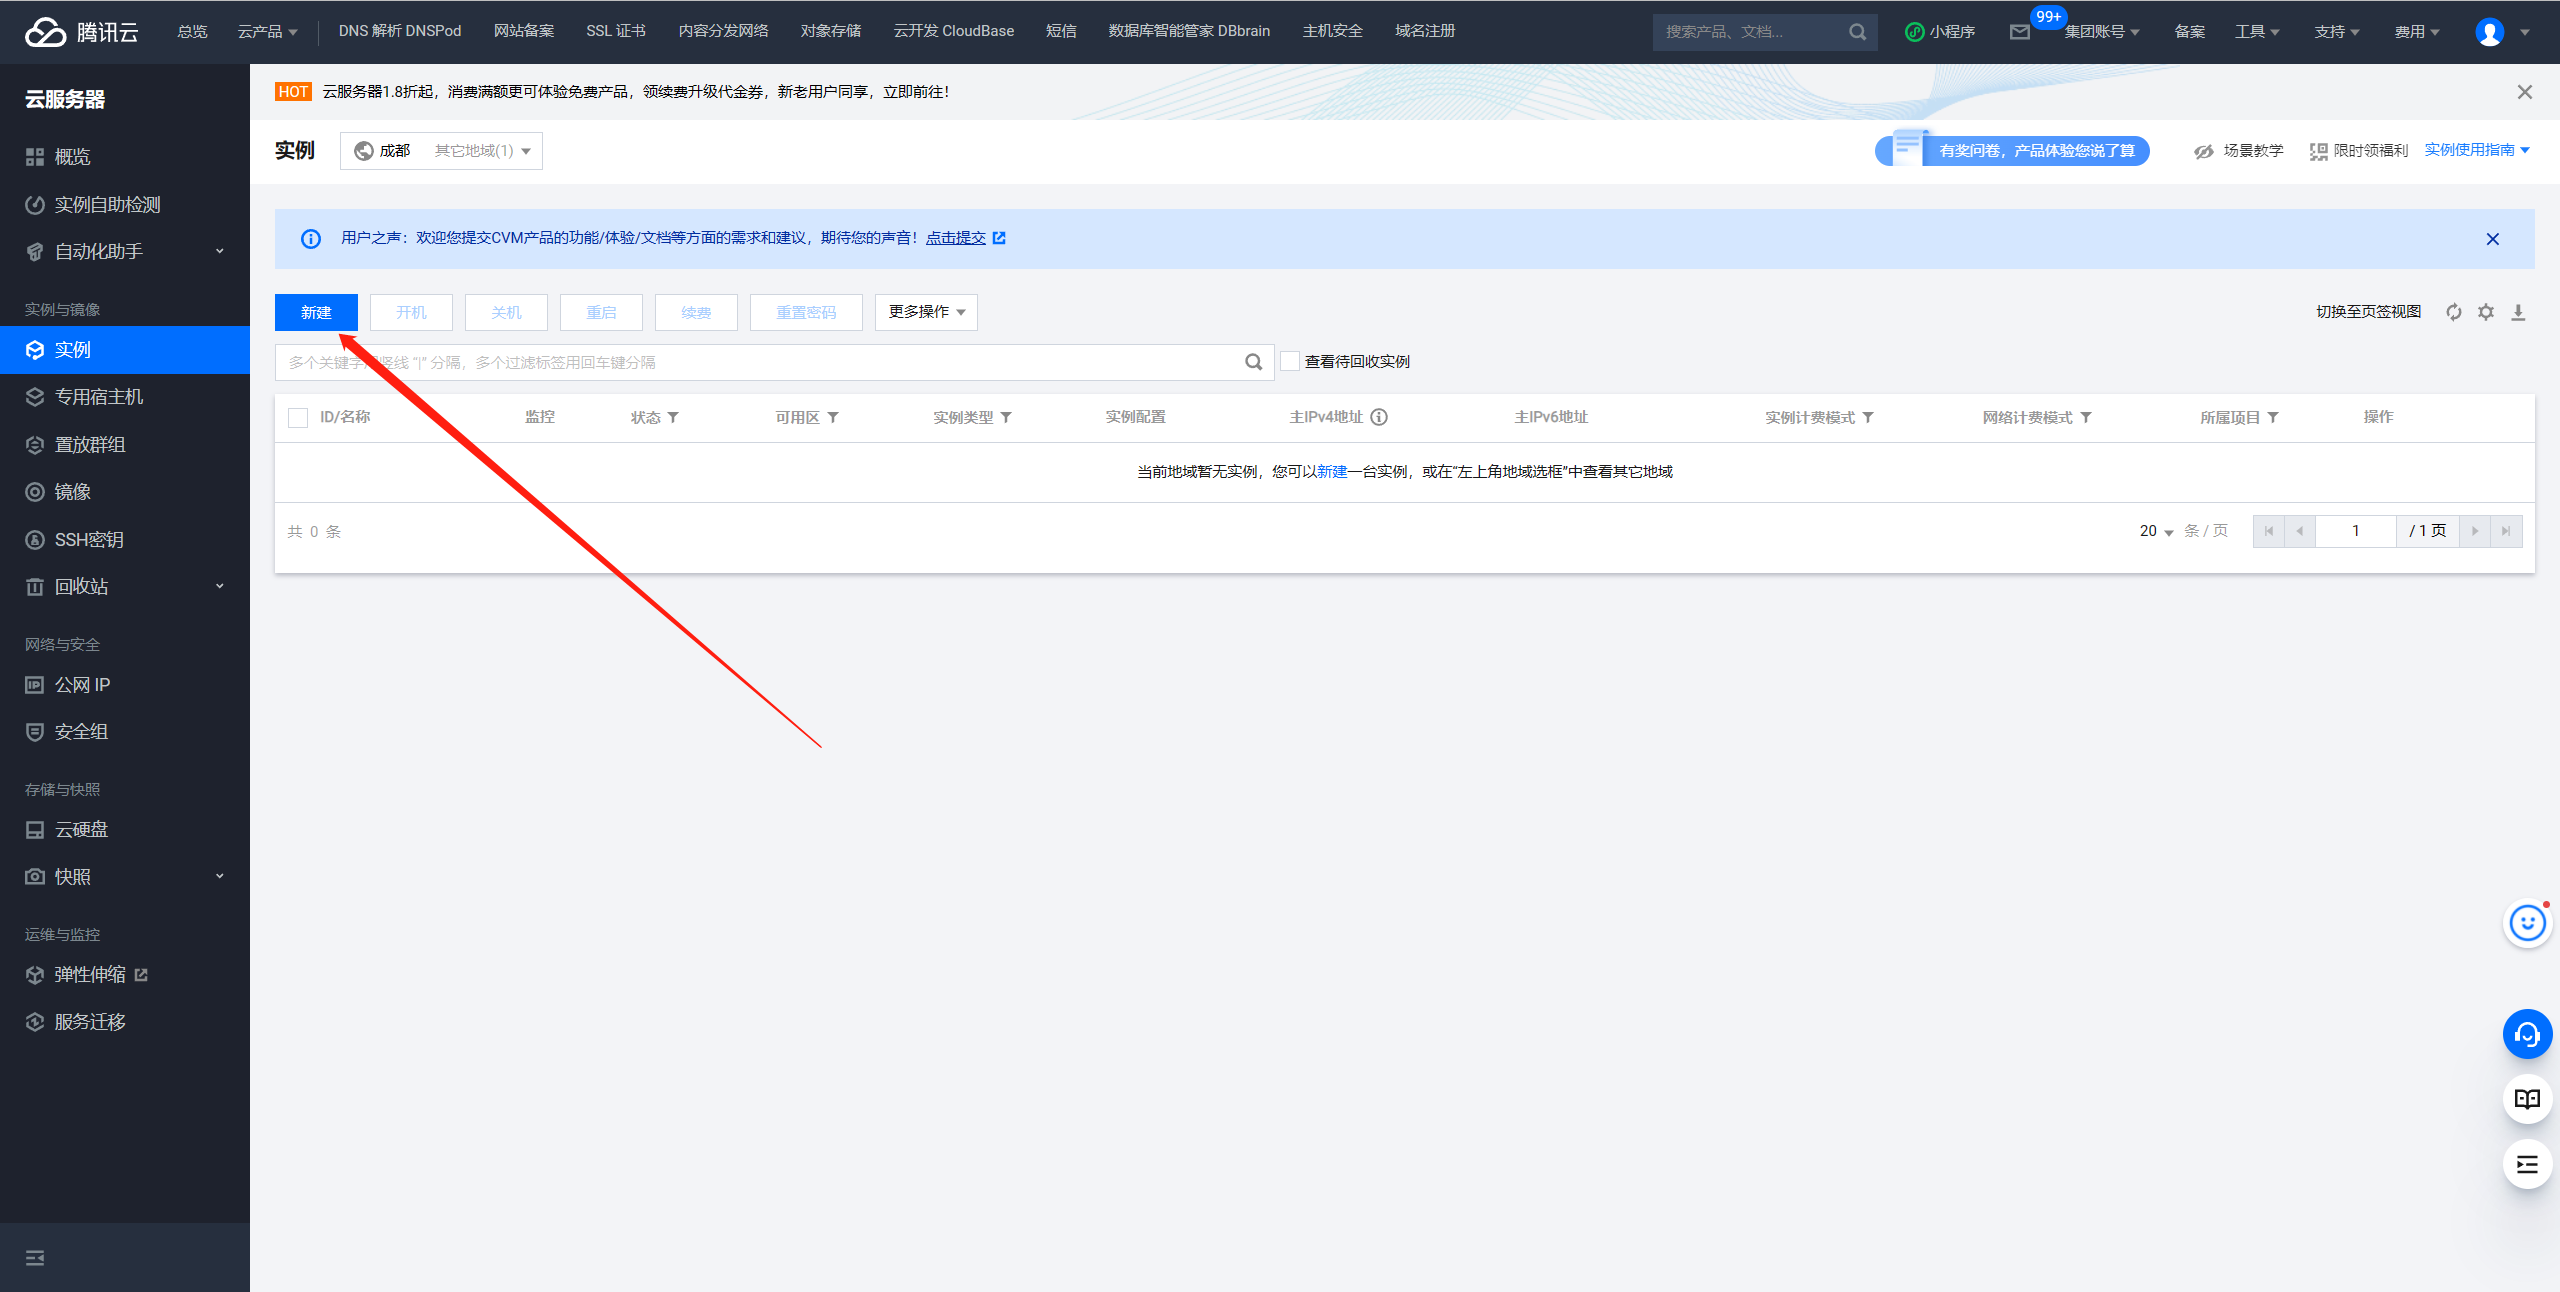 腾讯云 总览 云产品 DNS 解析 DNSPod 网站备案 SSL 证书 内容分发网络 对象存储 云开发 CloudBase 短信 数据库智能管家 DBbrain 主机安全 域名注册 搜索产品、文档... 小程序 99+ 集团账号 备案 工具 支持 费用
云服务器
概览
实例自助检测
自动化助手
实例与镜像
实例
专用宿主机
置放群组
镜像
SSH密钥
回收站
网络与安全
公网 IP
安全组
存储与快照
云硬盘
快照
运维与监控
弹性伸缩
服务迁移
HOT 云服务器1.8折起，消费满额更可体验免费产品，领续费升级代金券，新老用户同享，立即前往！
实例 成都 其它地域(1) 有奖问卷，产品体验您说了算 场景教学 限时领福利 实例使用指南
用户之声：欢迎您提交CVM产品的功能/体验/文档等方面的需求和建议，期待您的声音！点击提交
新建 开机 关机 重启 续费 重置密码 更多操作 切换至页签视图
多个关键字 竖线 “|” 分隔，多个过滤标签用回车键分隔 查看待回收实例
ID/名称 监控 状态 可用区 实例类型 实例配置 主IPv4地址 主IPv6地址 实例计费模式 网络计费模式 所属项目 操作
当前地域暂无实例，您可以新建一台实例，或在“左上角地域选框”中查看其它地域
共 0 条 20 条 / 页 1 / 1 页